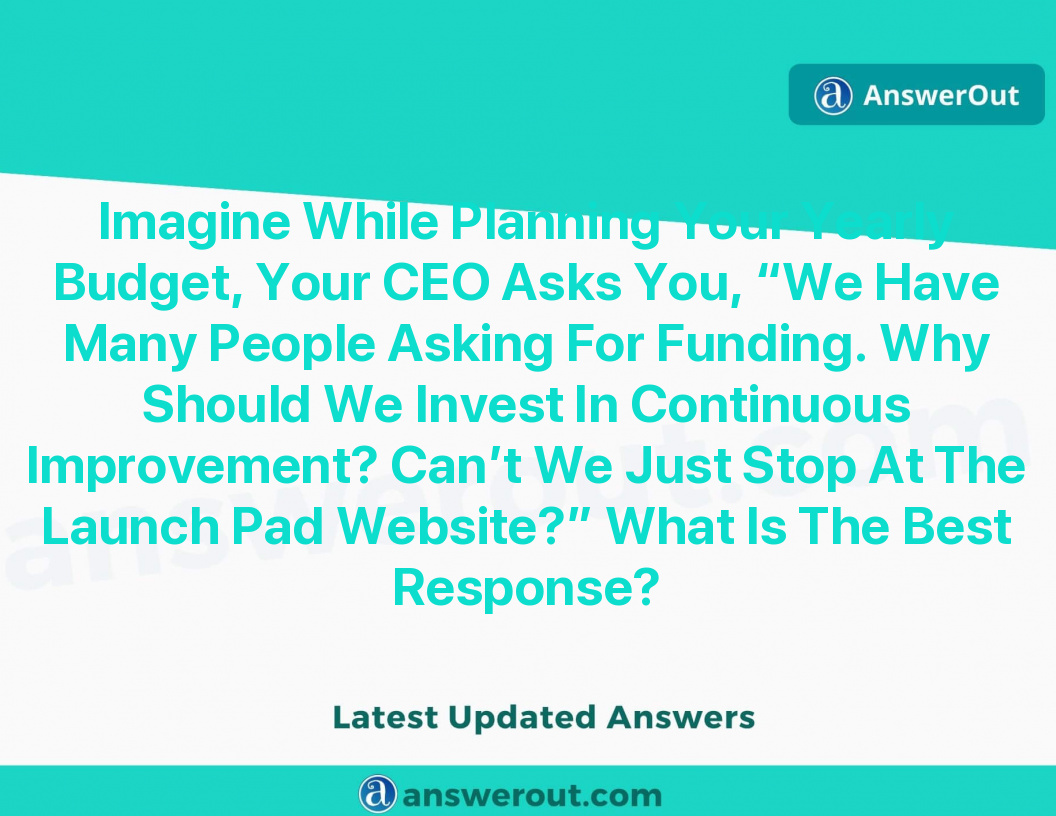 AnswerOut
Imagine While Planning Your Yearly
Budget, Your CEO Asks You, “We Have
Many People Asking For Funding. Why
Should We Invest In Continuous
Improvement? Can’t We Just Stop At The
Launch Pad Website?” What Is The Best
Response?
answerout.com
Latest Updated Answers
answerout.com